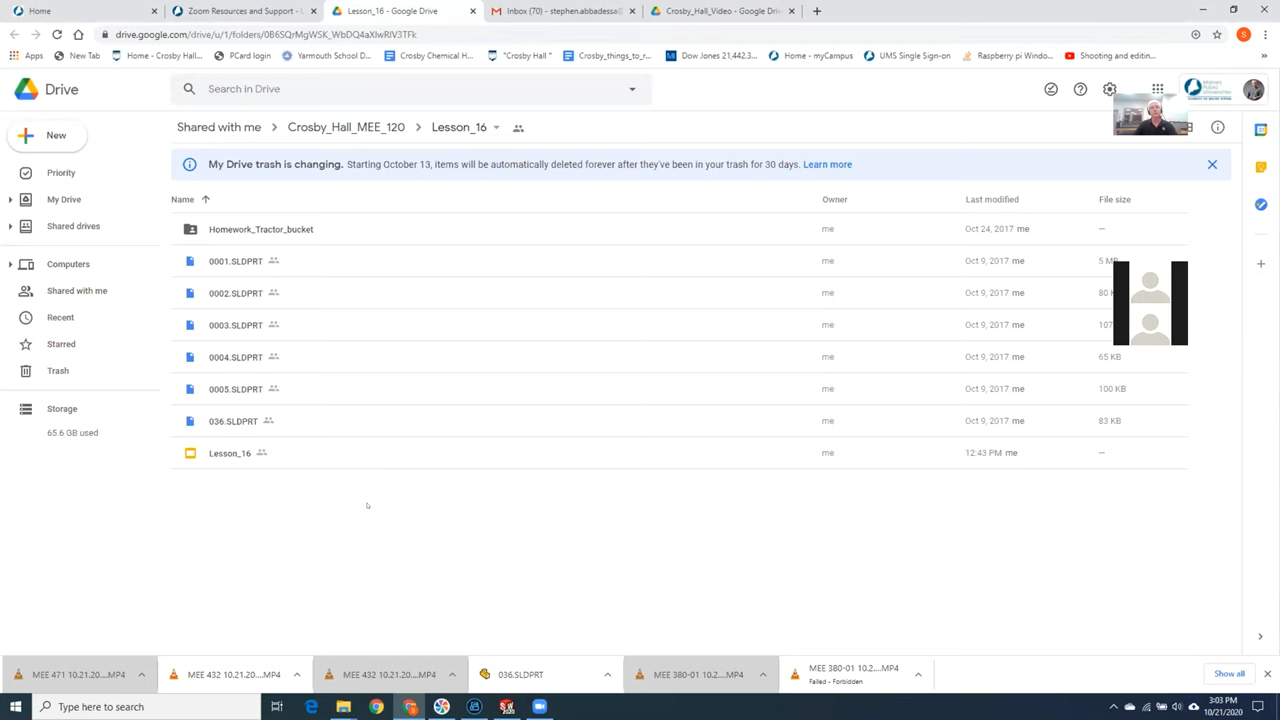 Home
Zoom Resources and Support - U
Lesson_16 - Google Drive
Inbox (70) - stephen.abbadessa@
Crosby_Hall_Video - Google Driv
drive.google.com/drive/u/1/folders/0B6SQrMgWSK_WbDQ4aXIwRlV3TFk
Apps
New Tab
Home - Crosby Hall...
PCard login
Yarmouth School D...
Crosby Chemical H...
"Crosby Hall "
Crosby_things_to_r...
Dow Jones 21,442.3...
Home - myCampus
UMS Single Sign-on
Raspberry pi Windo...
Shooting and editin...
Drive
Search in Drive
New
Shared with me > Crosby_Hall_MEE_120 > Lesson_16
My Drive trash is changing. Starting October 13, items will be automatically deleted forever after they've been in your trash for 30 days. Learn more
Priority
My Drive
Shared drives
Computers
Shared with me
Recent
Starred
Trash
Storage
65.6 GB used
Name Owner Last modified File size
Homework_Tractor_bucket me Oct 24, 2017 me —
0001.SLDPRT me Oct 9, 2017 me 5 MB
0002.SLDPRT me Oct 9, 2017 me 80
0003.SLDPRT me Oct 9, 2017 me 107
0004.SLDPRT me Oct 9, 2017 me 65 KB
0005.SLDPRT me Oct 9, 2017 me 100 KB
036.SLDPRT me Oct 9, 2017 me 83 KB
Lesson_16 me 12:43 PM me —
MEE 471 10.21.20....MP4
MEE 432 10.21.20....MP4
MEE 432 10.21.20....MP4
036.SLDPRT
MEE 380-01 10.2....MP4
MEE 380-01 10.2....MP4
Failed - Forbidden
Show all
Type here to search
3:03 PM
10/21/2020